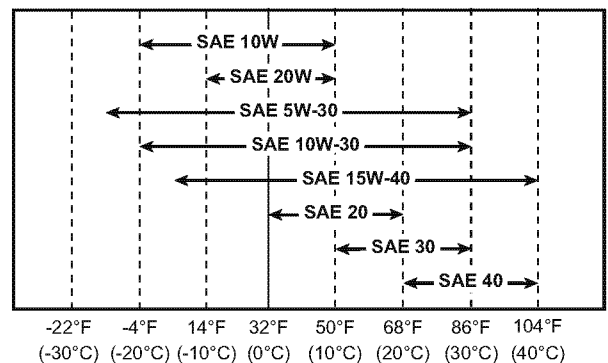 SAE 10W
SAE 20W
SAE 5W-30
SAE 10W-30
SAE 15W-40
SAE 20
SAE 30
SAE 40
-22°F -4°F 14°F 32°F 50°F 68°F 86°F 104°F
(-30°C) (-20°C) (-10°C) (0°C) (10°C) (20°C) (30°C) (40°C)